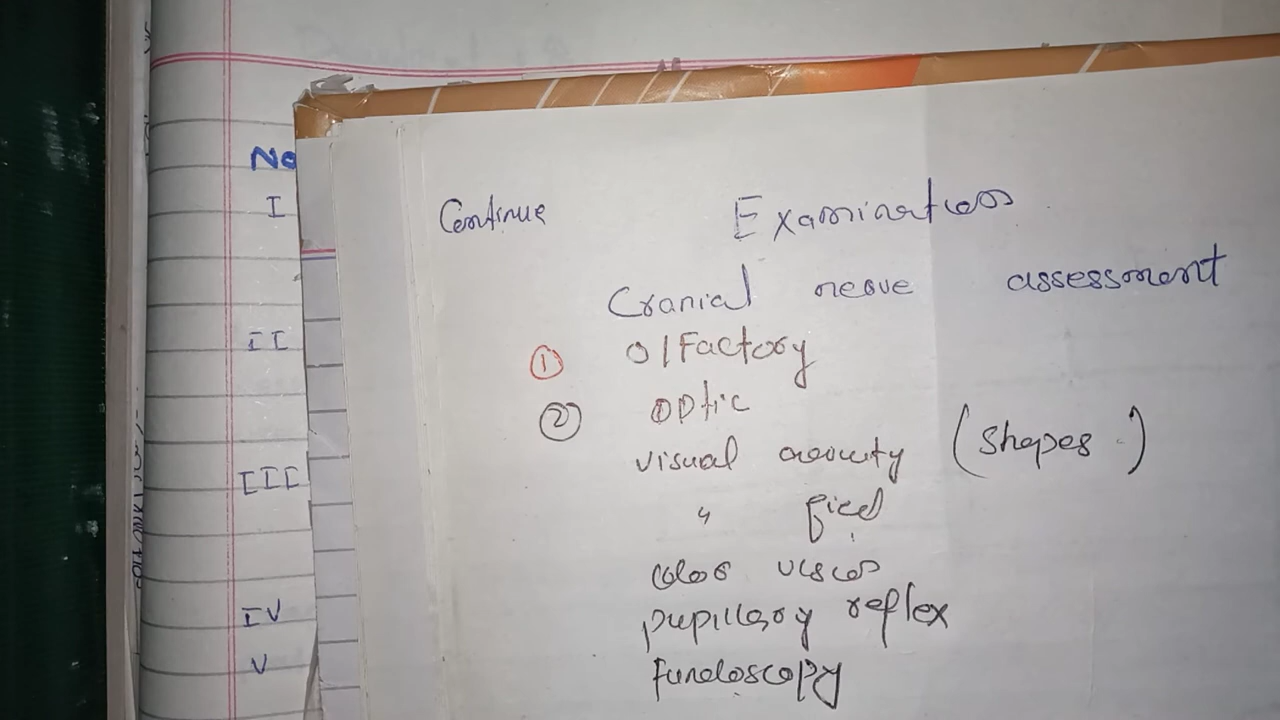 No
I
II
III
IV
V
Continue Examination
Cranial nerve assessment
① Olfactory
② Optic
visual acuity (shapes.)
" field
color vision
pupillary reflex
fundoscopy